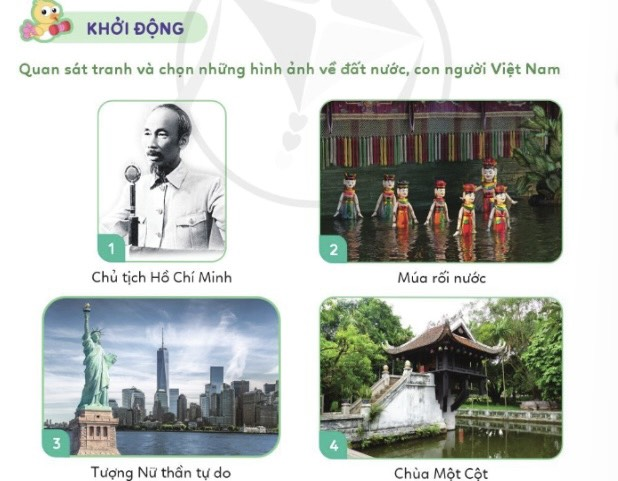 KHỞI ĐỘNG
Quan sát tranh và chọn những hình ảnh về đất nước, con người Việt Nam
1
Chủ tịch Hồ Chí Minh
2
Múa rối nước
3
Tượng Nữ thần tự do
4
Chùa Một Cột